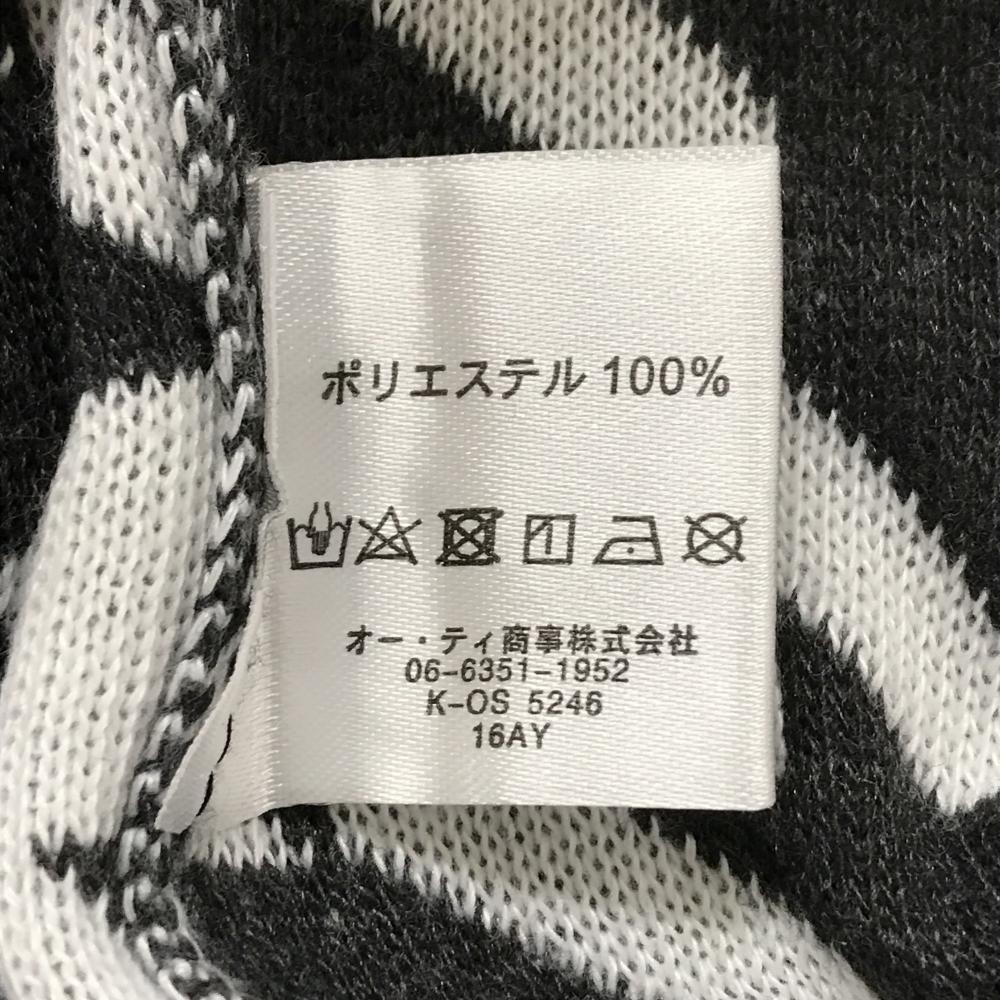 ポリエステル 100%
オー・ティ商事株式会社
06-6351-1952
K-OS 5246
16AY